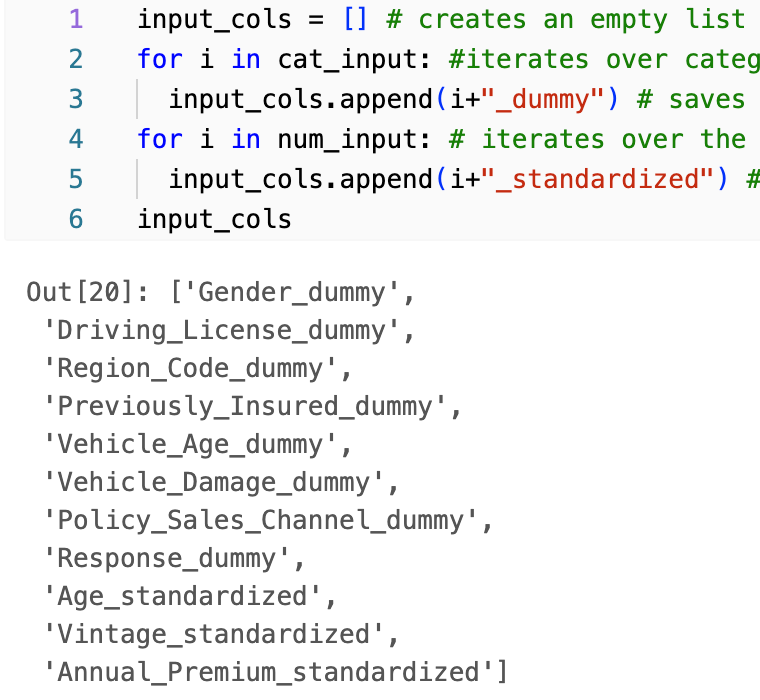 1 input_cols = [] # creates an empty list
2 for i in cat_input: #iterates over categ
3 input_cols.append(i+"_dummy") # saves
4 for i in num_input: # iterates over the
5 input_cols.append(i+"_standardized") #
6 input_cols
Out[20]: ['Gender_dummy',
'Driving_License_dummy',
'Region_Code_dummy',
'Previously_Insured_dummy',
'Vehicle_Age_dummy',
'Vehicle_Damage_dummy',
'Policy_Sales_Channel_dummy',
'Response_dummy',
'Age_standardized',
'Vintage_standardized',
'Annual_Premium_standardized']